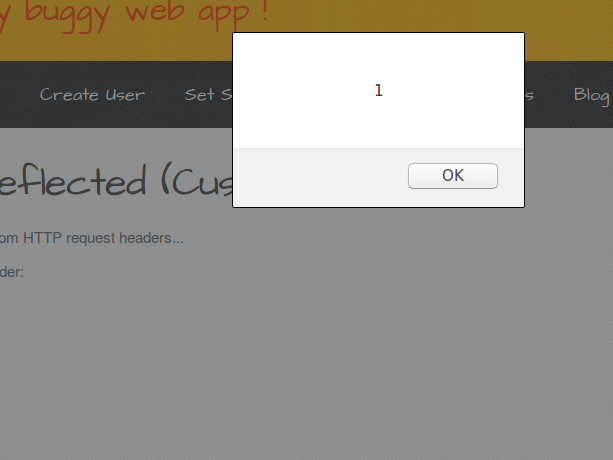 y buggy web app !
Create User Set S s Blog
1
OK
eflected (Cus
om HTTP request headers...
der: